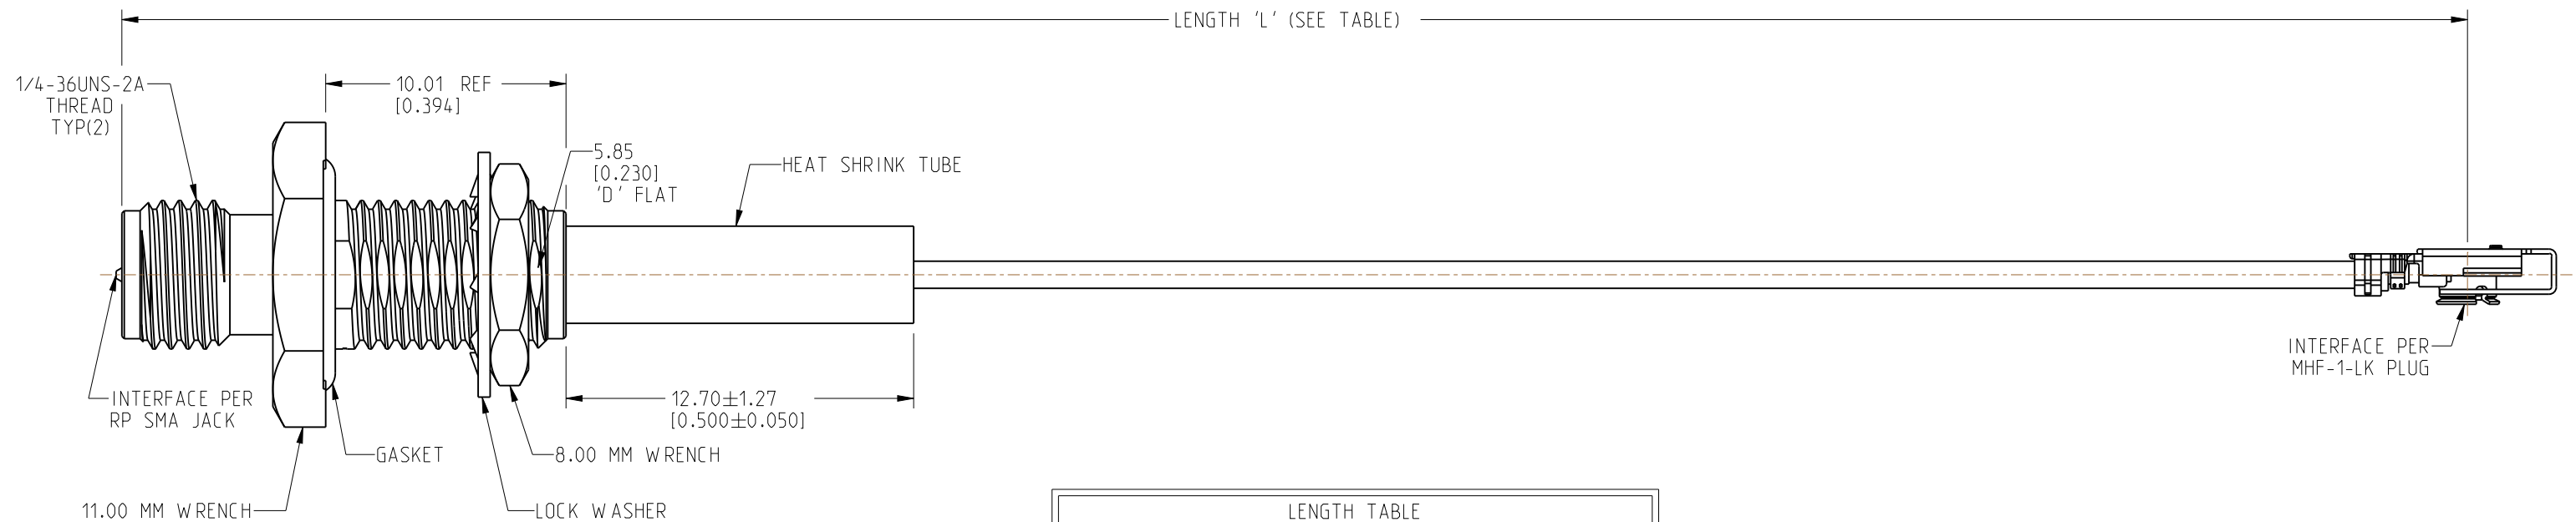 LENGTH 'L' (SEE TABLE)
1/4-36UNS-2A
THREAD
TYP(2)
10.01 REF
[0.394]
5.85
[0.230]
'D' FLAT
HEAT SHRINK TUBE
INTERFACE PER
RP SMA JACK
GASKET
11.00 MM WRENCH
12.70±1.27
[0.500±0.050]
8.00 MM WRENCH
LOCK WASHER
INTERFACE PER
MHF-1-LK PLUG
LENGTH TABLE